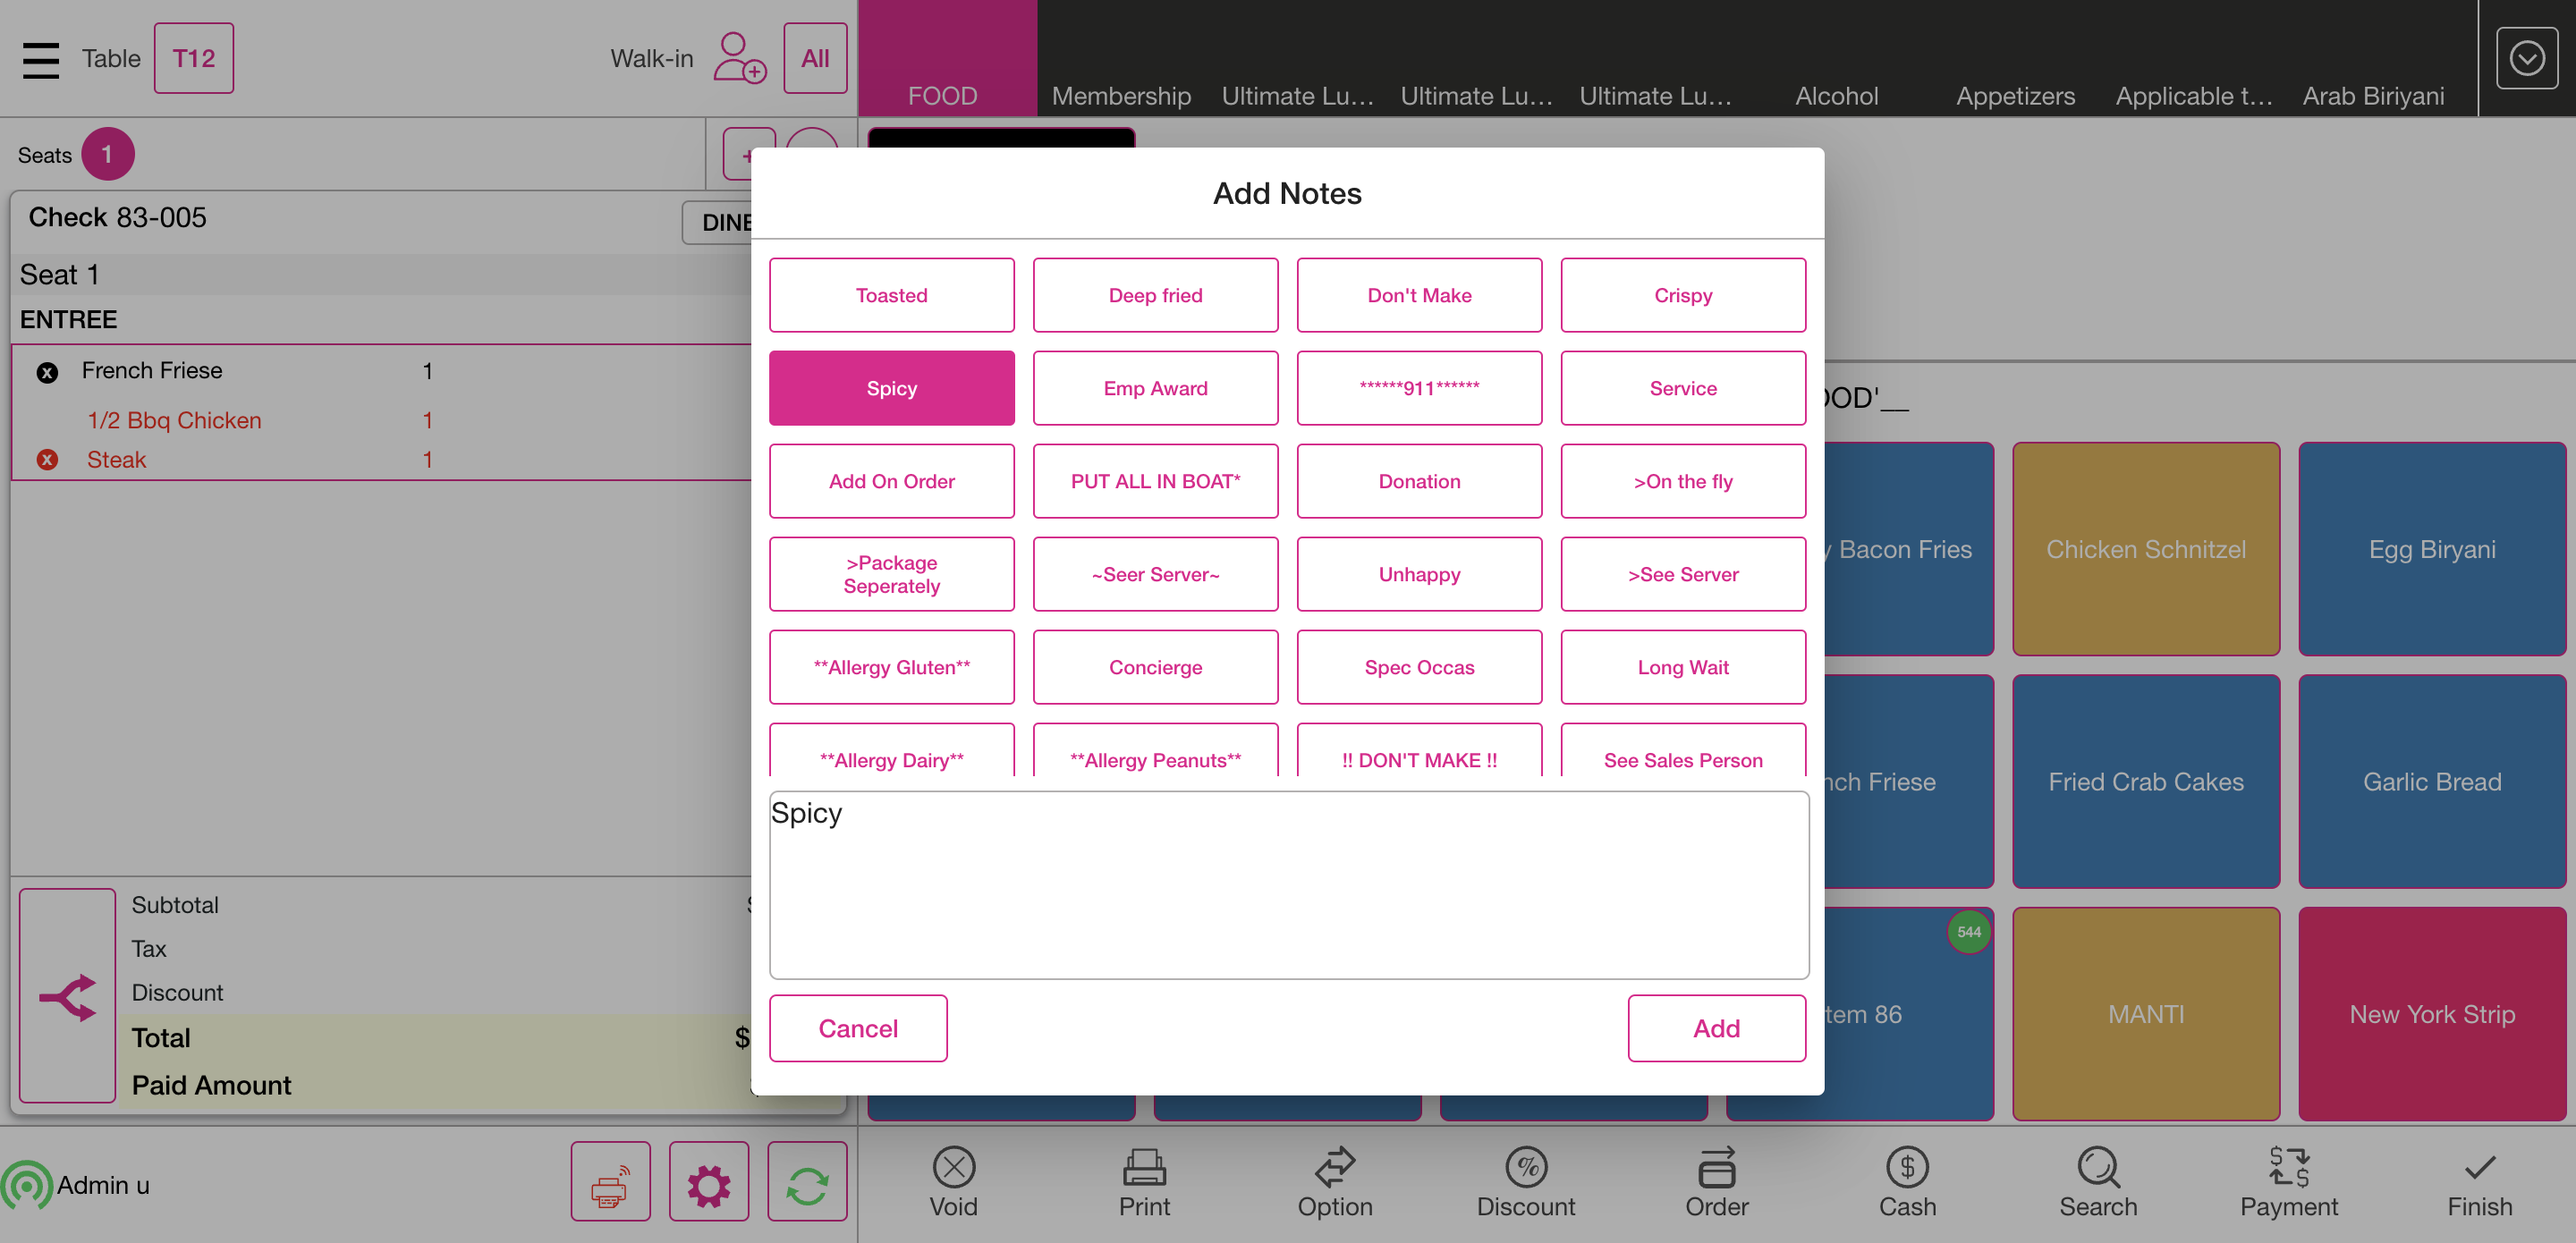 Table T12 Walk-in All
FOOD Membership Ultimate Lu... Ultimate Lu... Ultimate Lu... Alcohol Appetizers Applicable t... Arab Biriyani
Seats 1 +
Check 83-005
DINE
Seat 1
ENTREE
French Friese 1
1/2 Bbq Chicken 1
Steak 1
Subtotal
Tax
Discount
Total $
Paid Amount
Admin u
Add Notes
Toasted Deep fried Don't Make Crispy
Spicy Emp Award ******911****** Service
Add On Order PUT ALL IN BOAT* Donation >On the fly
>Package
Seperately
~Seer Server~ Unhappy >See Server
**Allergy Gluten** Concierge Spec Occas Long Wait
**Allergy Dairy** **Allergy Peanuts** !! DON'T MAKE !! See Sales Person
Spicy
Cancel Add
OOD'__
Bacon Fries Chicken Schnitzel Egg Biryani
nch Friese Fried Crab Cakes Garlic Bread
544
tem 86 MANTI New York Strip
Void Print Option Discount Order Cash Search Payment Finish